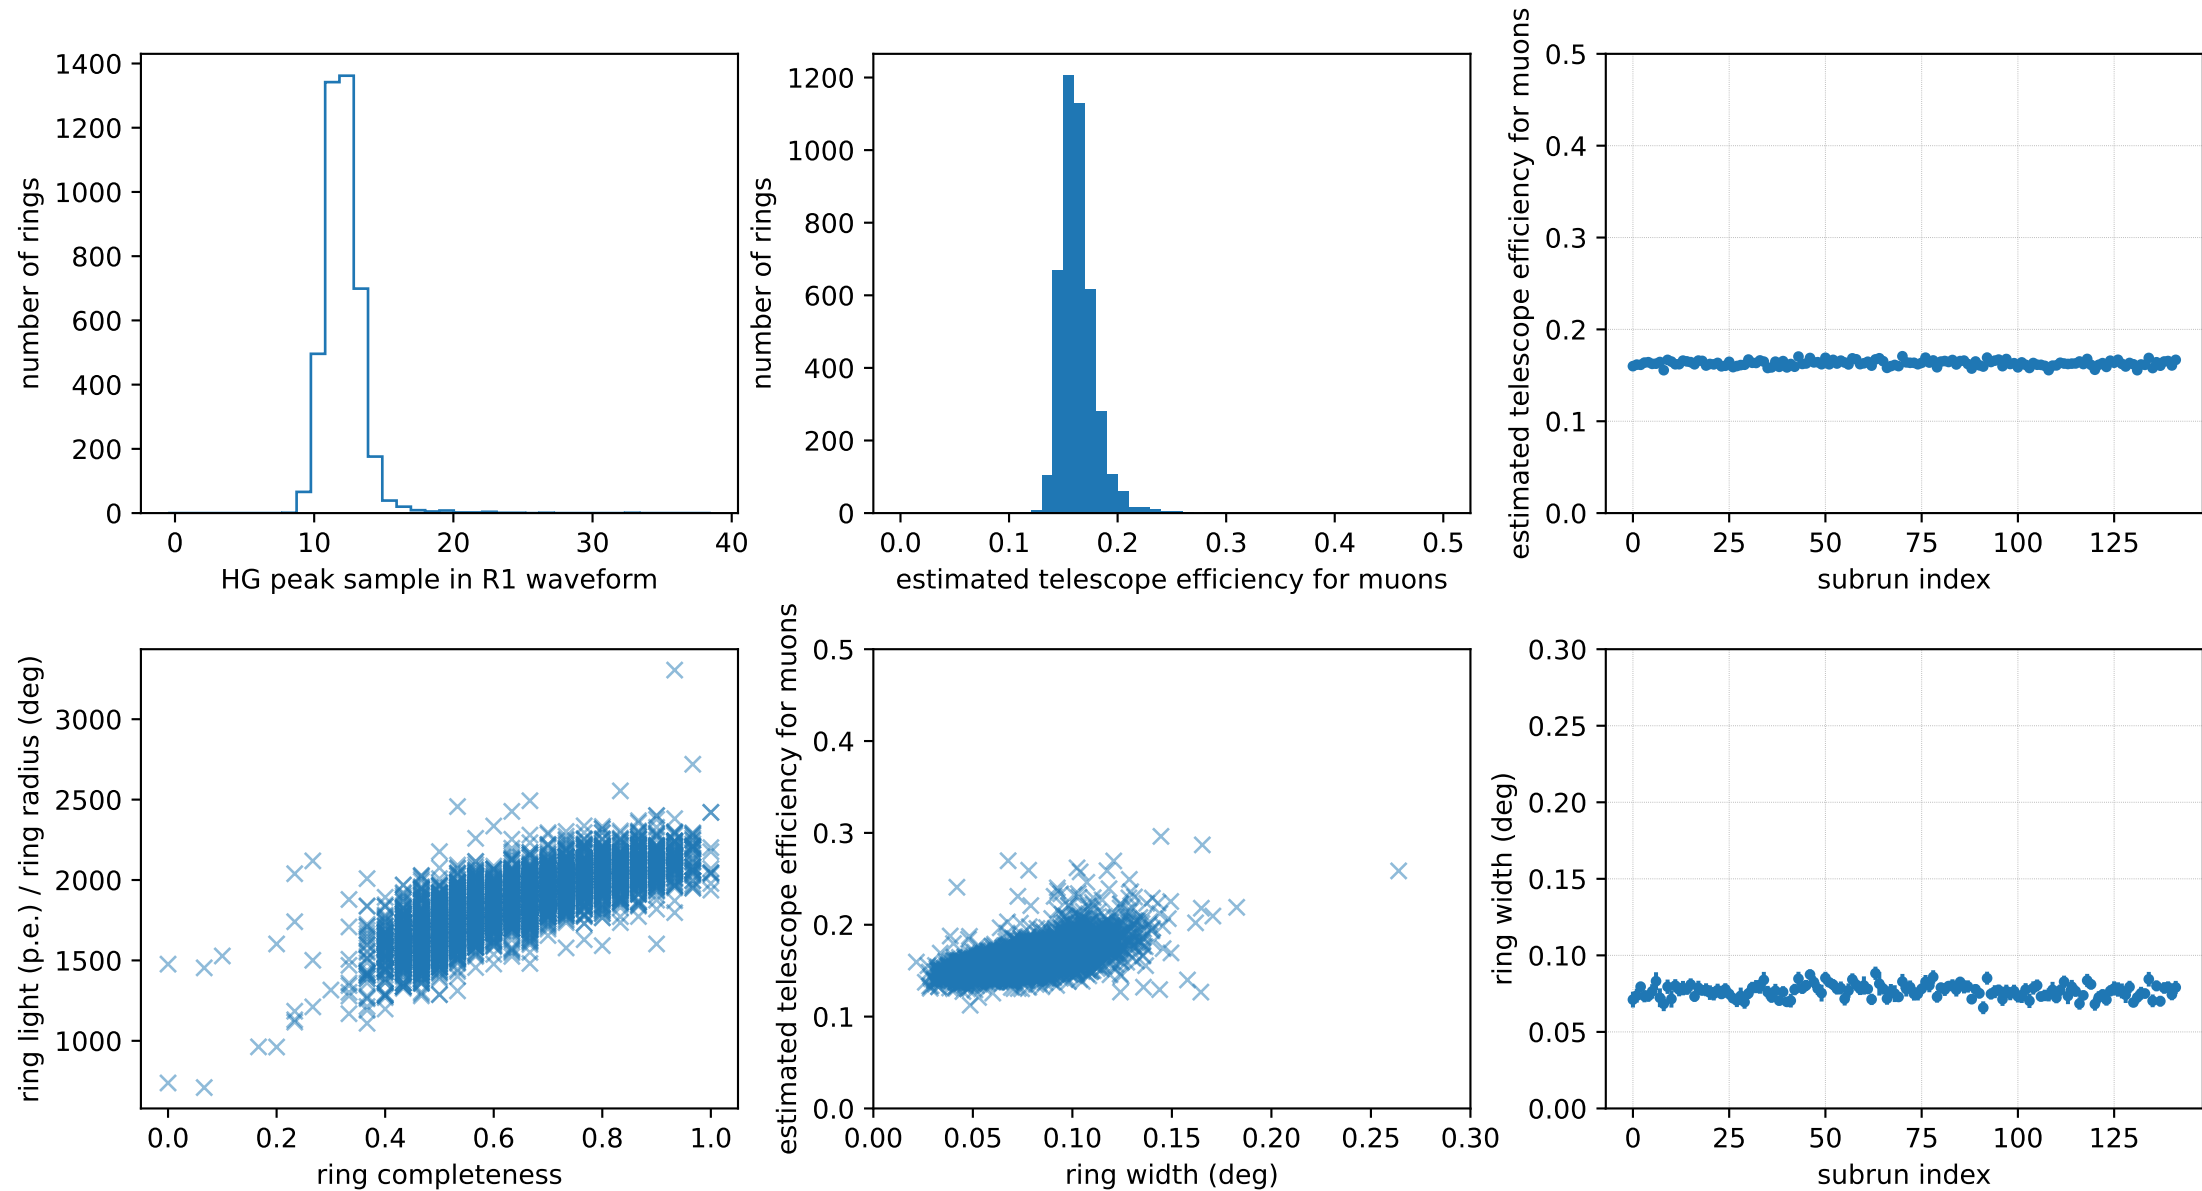 1400
1200
1000
800
600
400
200
0
number of rings
0 10 20 30 40
HG peak sample in R1 waveform
1200
1000
800
600
400
200
0
number of rings
0.0 0.1 0.2 0.3 0.4 0.5
estimated telescope efficiency for muons
0.5
0.4
0.3
0.2
0.1
0.0
estimated telescope efficiency for muons
0 25 50 75 100 125
subrun index
3000
2500
2000
1500
1000
ring light (p.e.) / ring radius (deg)
0.0 0.2 0.4 0.6 0.8 1.0
ring completeness
0.5
0.4
0.3
0.2
0.1
0.0
estimated telescope efficiency for muons
0.00 0.05 0.10 0.15 0.20 0.25 0.30
ring width (deg)
0.30
0.25
0.20
0.15
0.10
0.05
0.00
ring width (deg)
0 25 50 75 100 125
subrun index